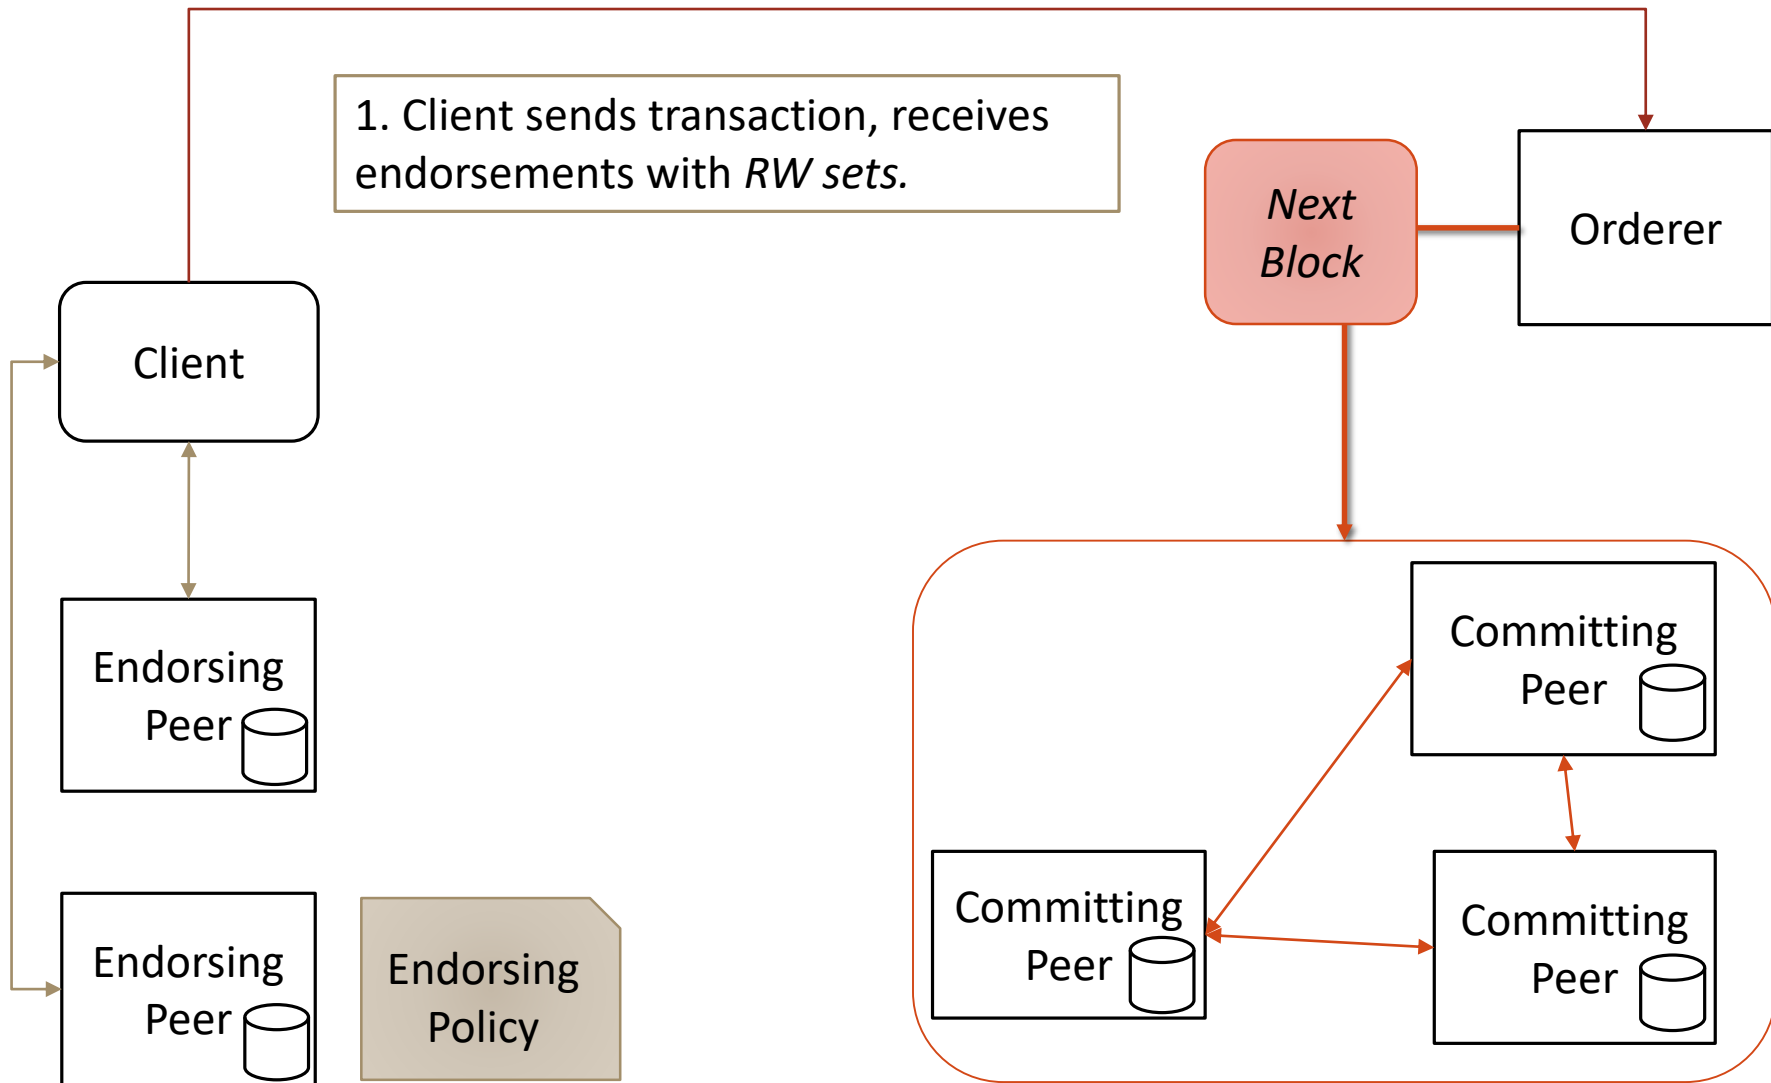 1. Client sends transaction, receives
endorsements with RW sets.
Next
Block
Orderer
Client
Endorsing
Peer
Committing
Peer
Committing
Peer
Committing
Peer
Endorsing
Peer
Endorsing
Policy